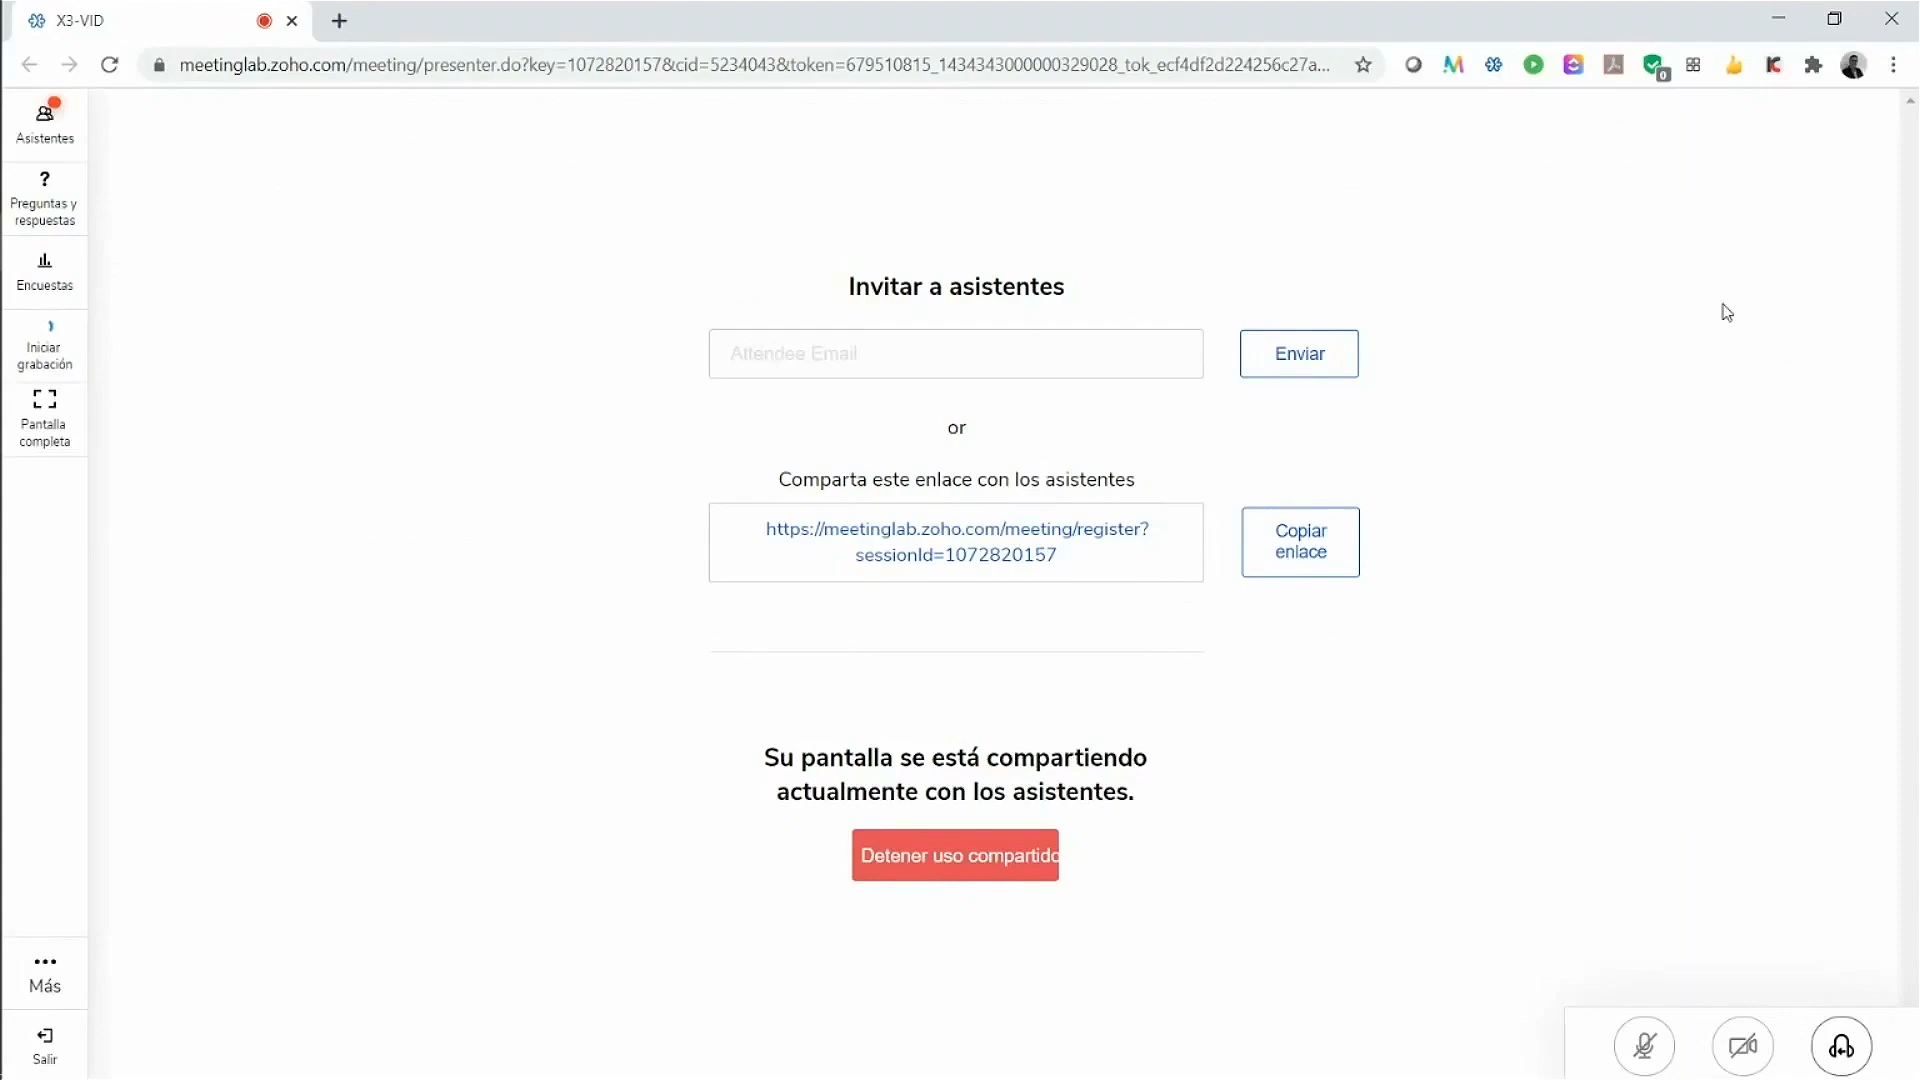 X3-VID
meetinglab.zoho.com/meeting/presenter.do?key=1072820157&cid=5234043&token=679510815_1434343000000329028_tok_ecf4df2d224256c27a...
0
Asistentes
?
Preguntas y
respuestas
Encuestas
Iniciar
grabación
Pantalla
completa
Invitar a asistentes
Attendee Email
Enviar
or
Comparta este enlace con los asistentes
https://meetinglab.zoho.com/meeting/register?
sessionId=1072820157
Copiar
enlace
Su pantalla se está compartiendo
actualmente con los asistentes.
Detener uso compartido
Más
Salir